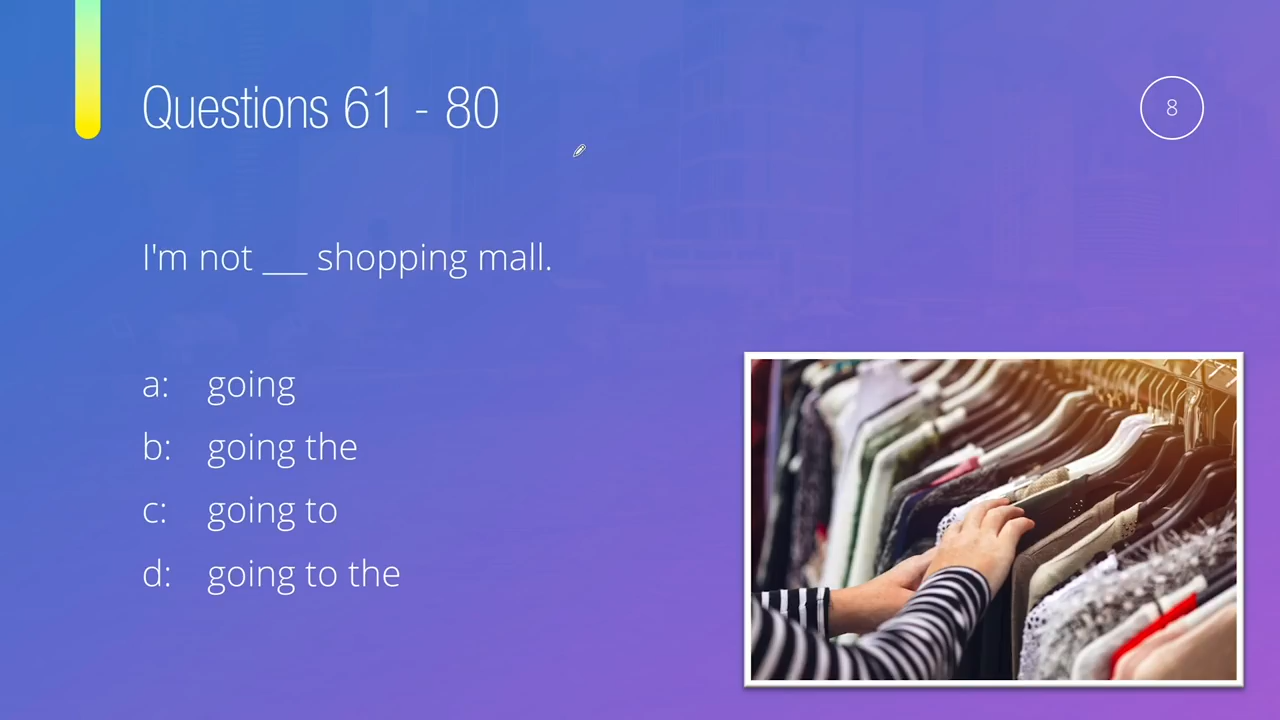 Questions 61 - 80
8
I'm not ___ shopping mall.
a: going
b: going the
c: going to
d: going to the